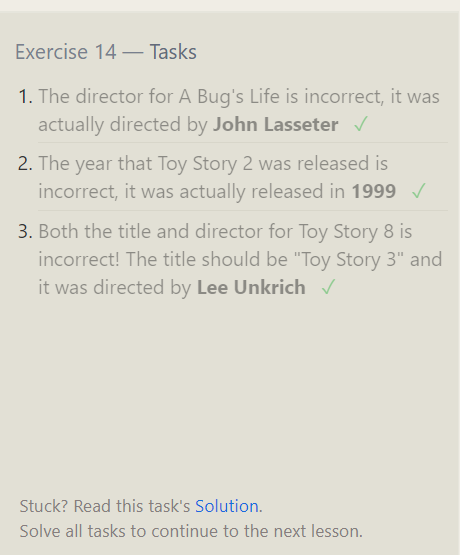 Exercise 14 — Tasks
1. The director for A Bug's Life is incorrect, it was
actually directed by John Lasseter ✓
2. The year that Toy Story 2 was released is
incorrect, it was actually released in 1999 ✓
3. Both the title and director for Toy Story 8 is
incorrect! The title should be "Toy Story 3" and
it was directed by Lee Unkrich ✓
Stuck? Read this task's Solution.
Solve all tasks to continue to the next lesson.